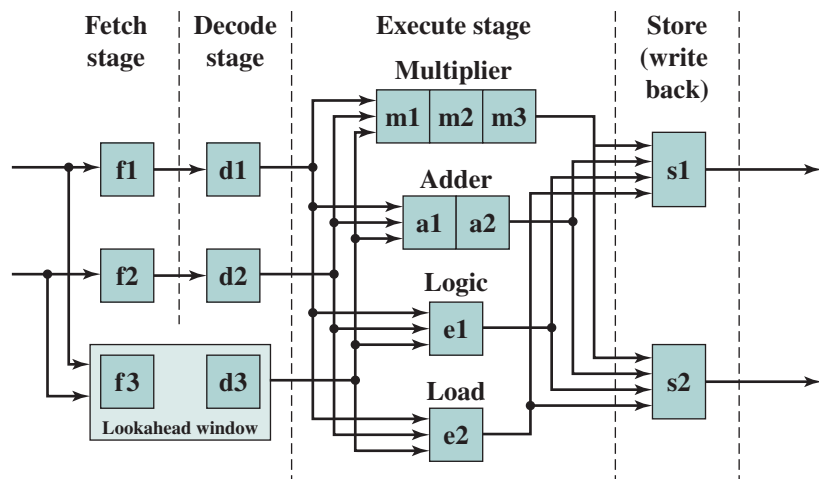 Fetch
stage
Decode
stage
Execute stage
Store
(write
back)
Multiplier
m1 m2 m3
f1
d1
s1
Adder
a1 a2
f2
d2
Logic
e1
f3
d3
Lookahead window
Load
e2
s2